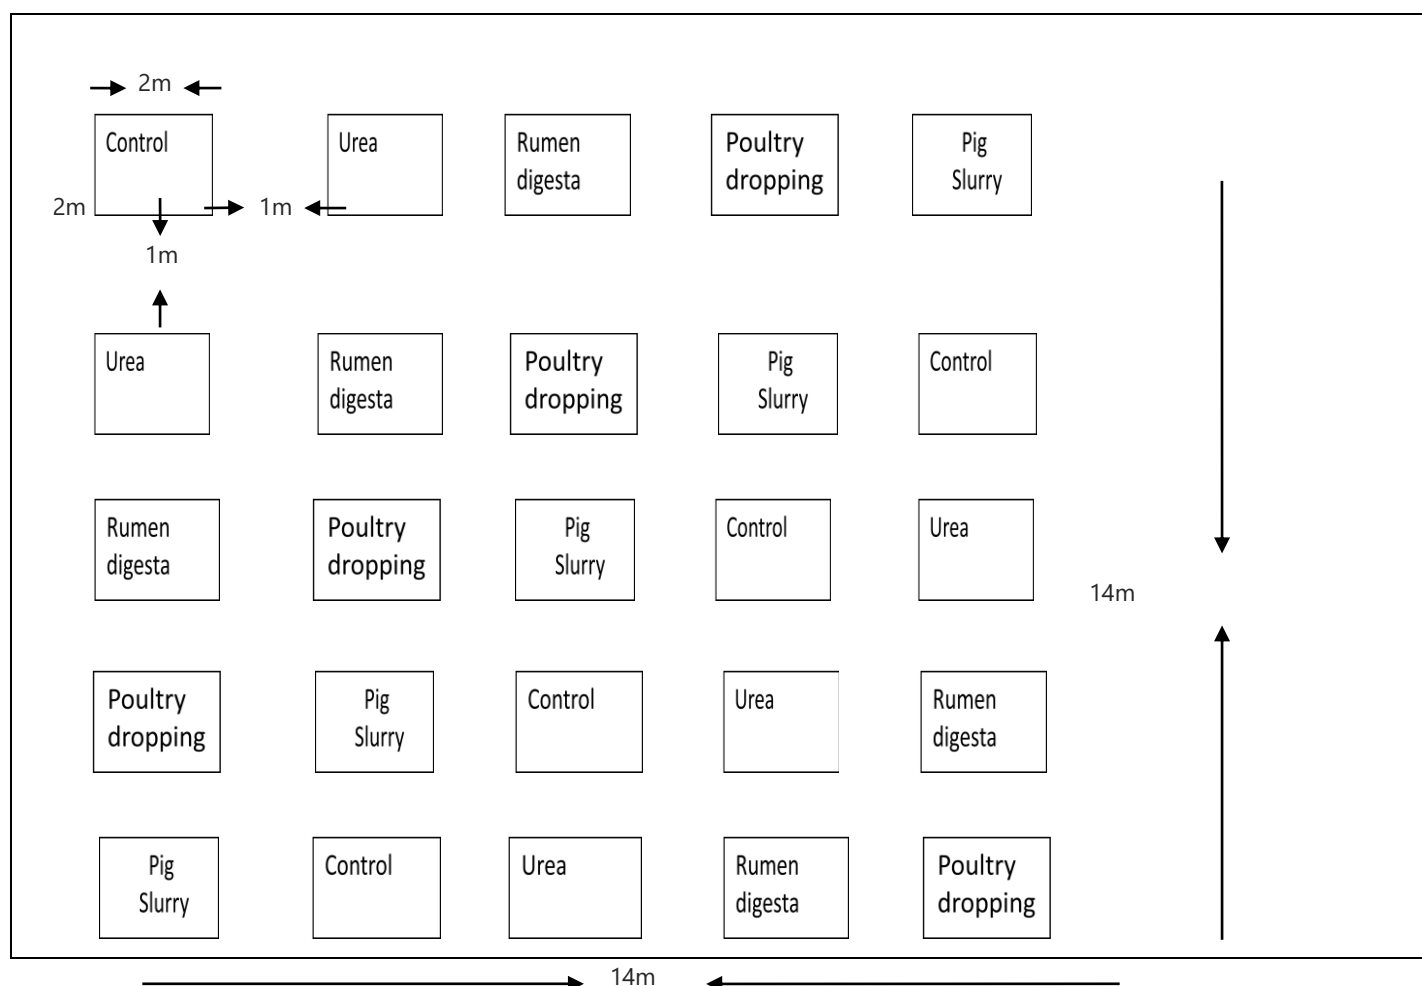 2m
Control
Urea
Rumen
digesta
Poultry
dropping
Pig
Slurry
2m
1m
1m
Urea
Rumen
digesta
Poultry
dropping
Pig
Slurry
Control
Rumen
digesta
Poultry
dropping
Pig
Slurry
Control
Urea
14m
Poultry
dropping
Pig
Slurry
Control
Urea
Rumen
digesta
Pig
Slurry
Control
Urea
Rumen
digesta
Poultry
dropping
14m